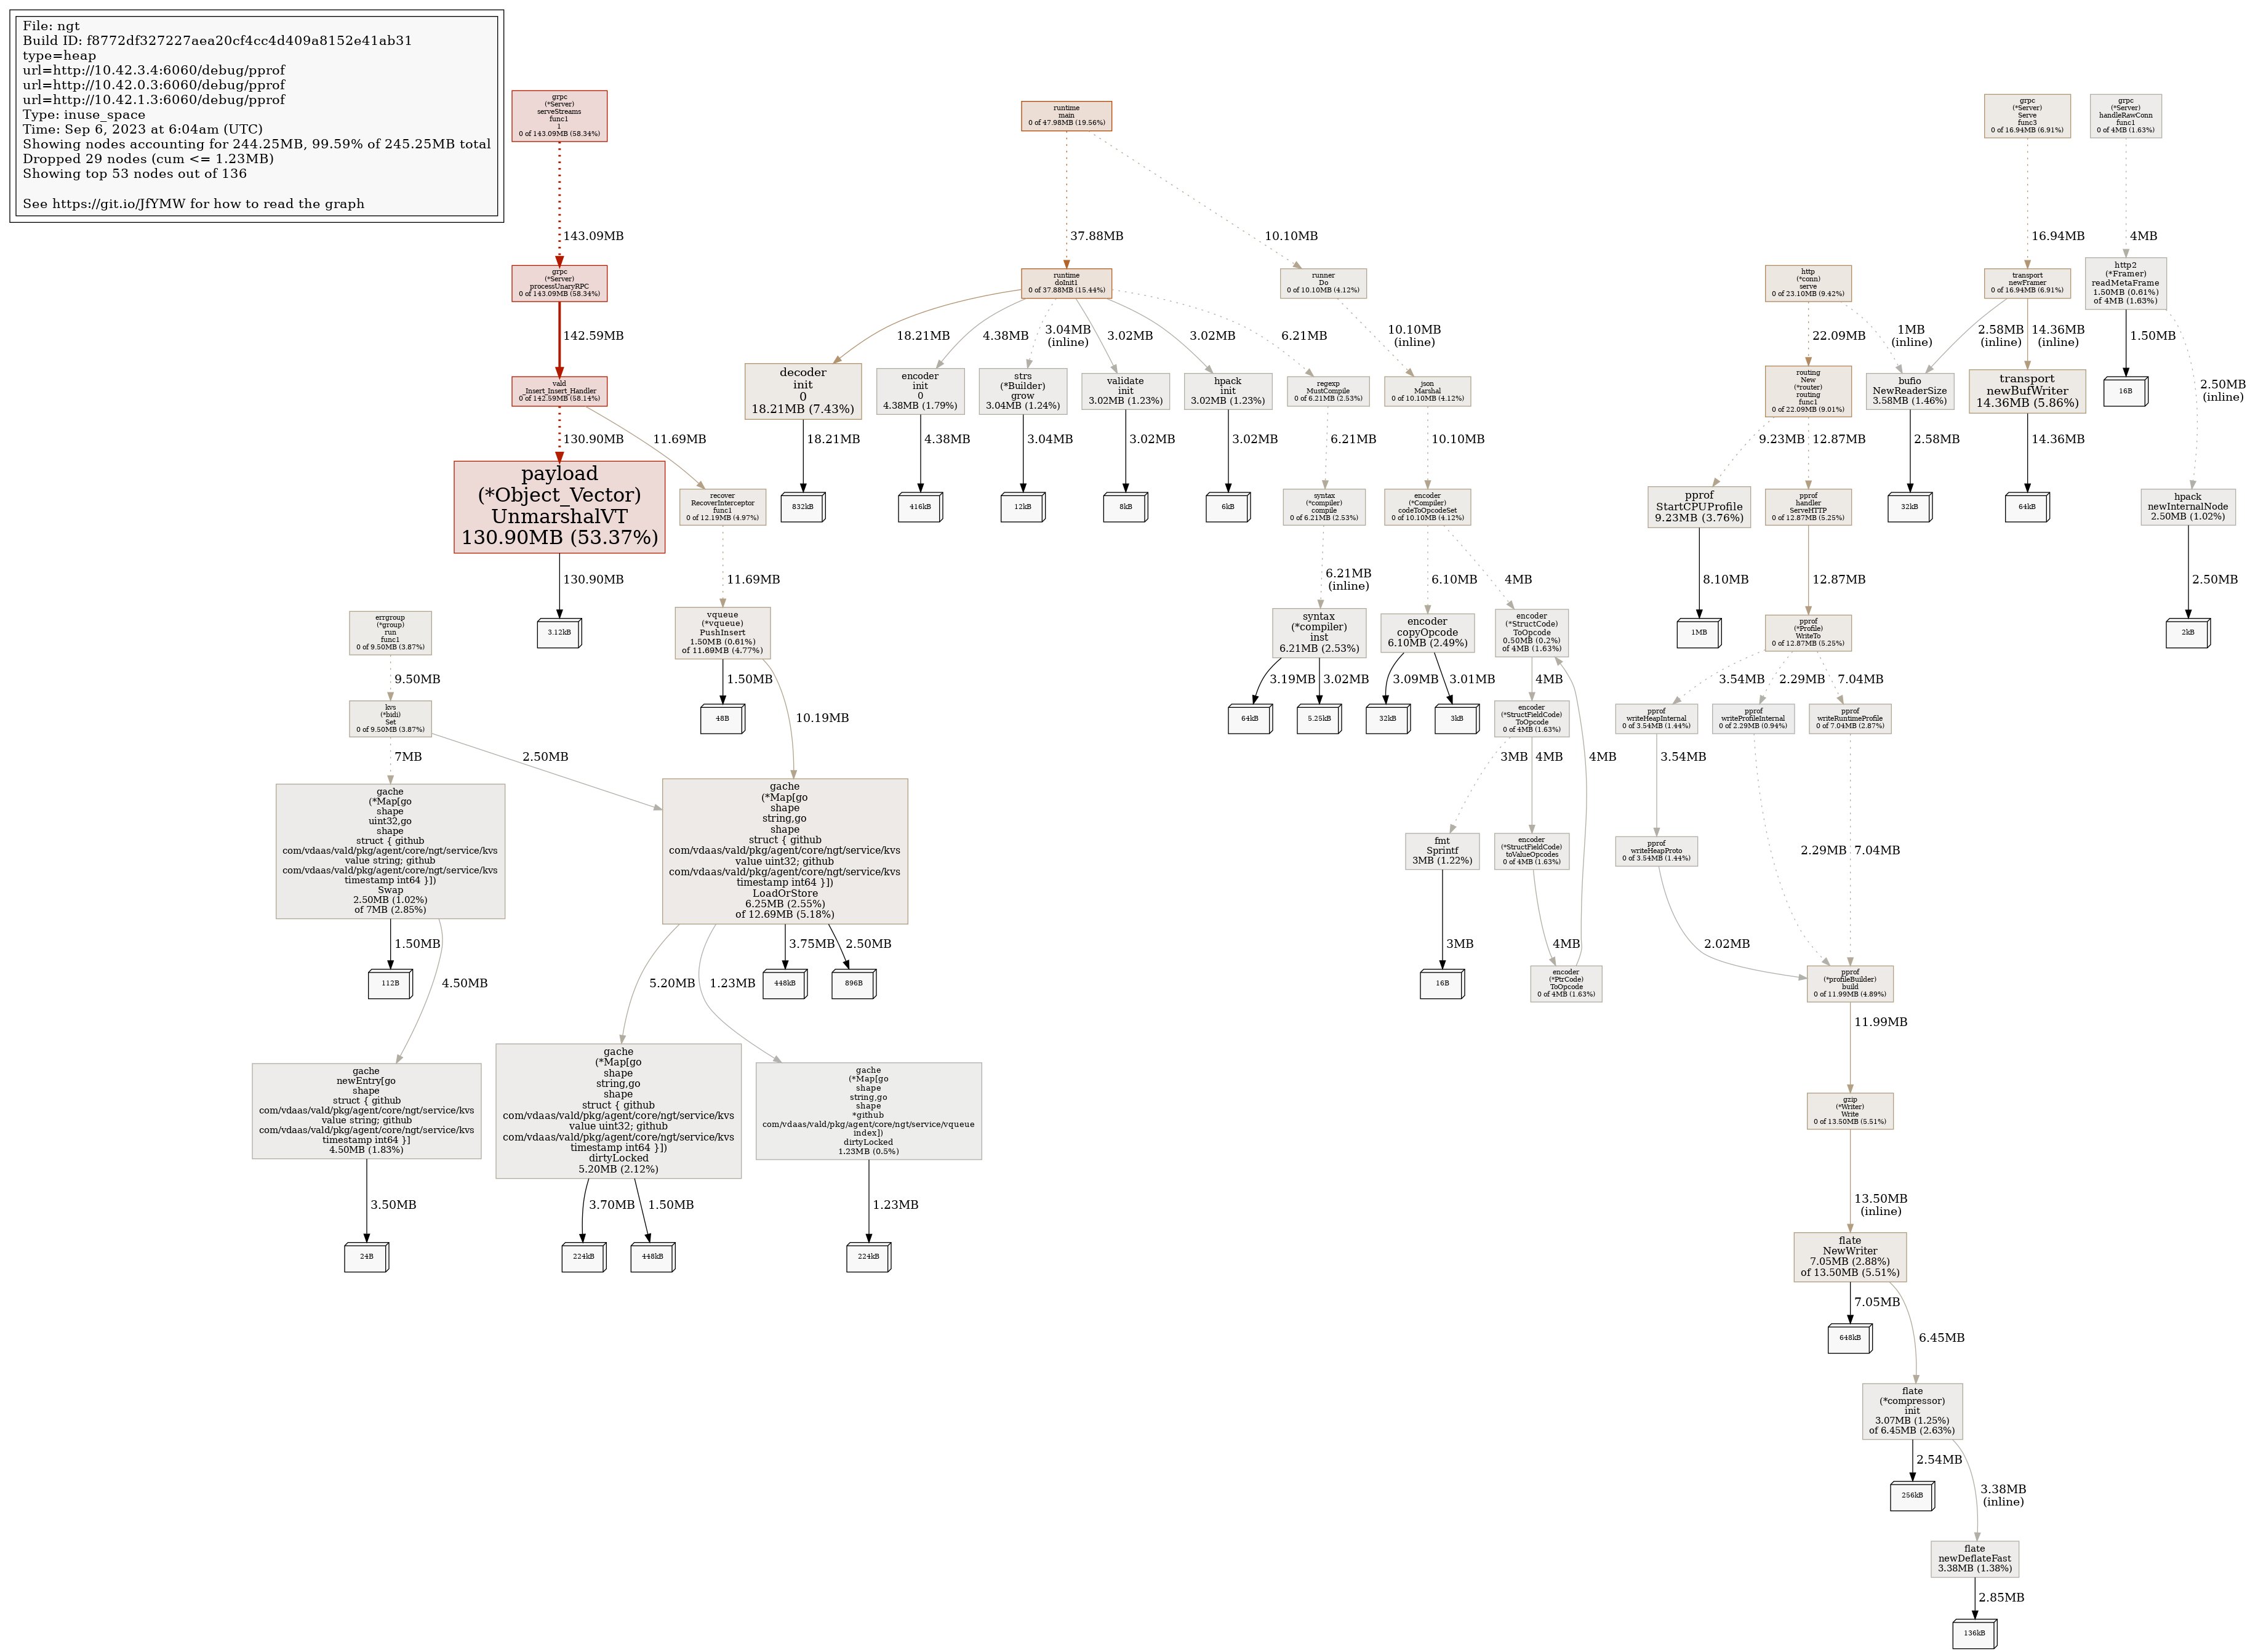 File: ngt
Build ID: f8772df327227aea20cf4cc4d409a8152e41ab31
type=heap
url=http://10.42.3.4:6060/debug/pprof
url=http://10.42.0.3:6060/debug/pprof
url=http://10.42.1.3:6060/debug/pprof
Type: inuse_space
Time: Sep 6, 2023 at 6:04am (UTC)
Showing nodes accounting for 244.25MB, 99.59% of 245.25MB total
Dropped 29 nodes (cum <= 1.23MB)
Showing top 53 nodes out of 136
See https://git.io/JfYMW for how to read the graph
grpc
(*Server)
serveStreams
func1
1
0 of 143.09MB (58.34%)
143.09MB
grpc
(*Server)
processUnaryRPC
0 of 143.09MB (58.34%)
142.59MB
vald
_Insert_Insert_Handler
0 of 142.59MB (58.14%)
130.90MB
11.69MB
payload
(*Object_Vector)
UnmarshalVT
130.90MB (53.37%)
130.90MB
3.12kB
recover
RecoverInterceptor
func1
0 of 12.19MB (4.97%)
11.69MB
vqueue
(*vqueue)
PushInsert
1.50MB (0.61%)
of 11.69MB (4.77%)
1.50MB
48B
10.19MB
errgroup
(*group)
run
func1
0 of 9.50MB (3.87%)
9.50MB
kvs
(*bidi)
Set
0 of 9.50MB (3.87%)
7MB
2.50MB
gache
(*Map[go
shape
uint32,go
shape
struct { github
com/vdaas/vald/pkg/agent/core/ngt/service/kvs
value string; github
com/vdaas/vald/pkg/agent/core/ngt/service/kvs
timestamp int64 }])
Swap
2.50MB (1.02%)
of 7MB (2.85%)
1.50MB
112B
4.50MB
gache
newEntry[go
shape
struct { github
com/vdaas/vald/pkg/agent/core/ngt/service/kvs
value string; github
com/vdaas/vald/pkg/agent/core/ngt/service/kvs
timestamp int64 }]
4.50MB (1.83%)
3.50MB
24B
gache
(*Map[go
shape
string,go
shape
struct { github
com/vdaas/vald/pkg/agent/core/ngt/service/kvs
value uint32; github
com/vdaas/vald/pkg/agent/core/ngt/service/kvs
timestamp int64 }])
LoadOrStore
6.25MB (2.55%)
of 12.69MB (5.18%)
5.20MB
1.23MB
3.75MB
448kB
2.50MB
896B
gache
(*Map[go
shape
string,go
shape
struct { github
com/vdaas/vald/pkg/agent/core/ngt/service/kvs
value uint32; github
com/vdaas/vald/pkg/agent/core/ngt/service/kvs
timestamp int64 }])
dirtyLocked
5.20MB (2.12%)
3.70MB
224kB
1.50MB
448kB
gache
(*Map[go
shape
string,go
shape
*github
com/vdaas/vald/pkg/agent/core/ngt/service/vqueue
index])
dirtyLocked
1.23MB (0.5%)
1.23MB
224kB
runtime
main
0 of 47.98MB (19.56%)
37.88MB
10.10MB
runtime
doInit1
0 of 37.88MB (15.44%)
18.21MB
4.38MB
3.04MB
(inline)
3.02MB
3.02MB
6.21MB
decoder
init
0
18.21MB (7.43%)
18.21MB
832kB
encoder
init
0
4.38MB (1.79%)
4.38MB
416kB
strs
(*Builder)
grow
3.04MB (1.24%)
3.04MB
12kB
validate
init
3.02MB (1.23%)
3.02MB
8kB
hpack
init
3.02MB (1.23%)
3.02MB
6kB
regexp
MustCompile
0 of 6.21MB (2.53%)
6.21MB
syntax
(*compiler)
compile
0 of 6.21MB (2.53%)
6.21MB
(inline)
syntax
(*compiler)
inst
6.21MB (2.53%)
3.19MB
64kB
3.02MB
5.25kB
runner
Do
0 of 10.10MB (4.12%)
10.10MB
(inline)
json
Marshal
0 of 10.10MB (4.12%)
10.10MB
encoder
(*Compiler)
codeToOpcodeSet
0 of 10.10MB (4.12%)
6.10MB
4MB
encoder
copyOpcode
6.10MB (2.49%)
3.09MB
32kB
3.01MB
3kB
encoder
(*StructCode)
ToOpcode
0.50MB (0.2%)
of 4MB (1.63%)
4MB
encoder
(*StructFieldCode)
ToOpcode
0 of 4MB (1.63%)
3MB
4MB
4MB
fmt
Sprintf
3MB (1.22%)
3MB
16B
encoder
(*StructFieldCode)
toValueOpcodes
0 of 4MB (1.63%)
4MB
encoder
(*PtrCode)
ToOpcode
0 of 4MB (1.63%)
http
(*conn)
serve
0 of 23.10MB (9.42%)
22.09MB
1MB
(inline)
routing
New
(*router)
routing
func1
0 of 22.09MB (9.01%)
9.23MB
12.87MB
pprof
StartCPUProfile
9.23MB (3.76%)
8.10MB
1MB
pprof
handler
ServeHTTP
0 of 12.87MB (5.25%)
12.87MB
pprof
(*Profile)
WriteTo
0 of 12.87MB (5.25%)
3.54MB
2.29MB
7.04MB
pprof
writeHeapInternal
0 of 3.54MB (1.44%)
3.54MB
pprof
writeProfileInternal
0 of 2.29MB (0.94%)
pprof
writeRuntimeProfile
0 of 7.04MB (2.87%)
pprof
writeHeapProto
0 of 3.54MB (1.44%)
2.29MB
7.04MB
2.02MB
pprof
(*profileBuilder)
build
0 of 11.99MB (4.89%)
11.99MB
gzip
(*Writer)
Write
0 of 13.50MB (5.51%)
13.50MB
(inline)
flate
NewWriter
7.05MB (2.88%)
of 13.50MB (5.51%)
7.05MB
648kB
6.45MB
flate
(*compressor)
init
3.07MB (1.25%)
of 6.45MB (2.63%)
2.54MB
256kB
3.38MB
(inline)
flate
newDeflateFast
3.38MB (1.38%)
2.85MB
136kB
grpc
(*Server)
Serve
func3
0 of 16.94MB (6.91%)
16.94MB
transport
newFramer
0 of 16.94MB (6.91%)
2.58MB
(inline)
14.36MB
(inline)
bufio
NewReaderSize
3.58MB (1.46%)
2.58MB
32kB
transport
newBufWriter
14.36MB (5.86%)
14.36MB
64kB
grpc
(*Server)
handleRawConn
func1
0 of 4MB (1.63%)
4MB
http2
(*Framer)
readMetaFrame
1.50MB (0.61%)
of 4MB (1.63%)
1.50MB
16B
2.50MB
(inline)
hpack
newInternalNode
2.50MB (1.02%)
2.50MB
2kB